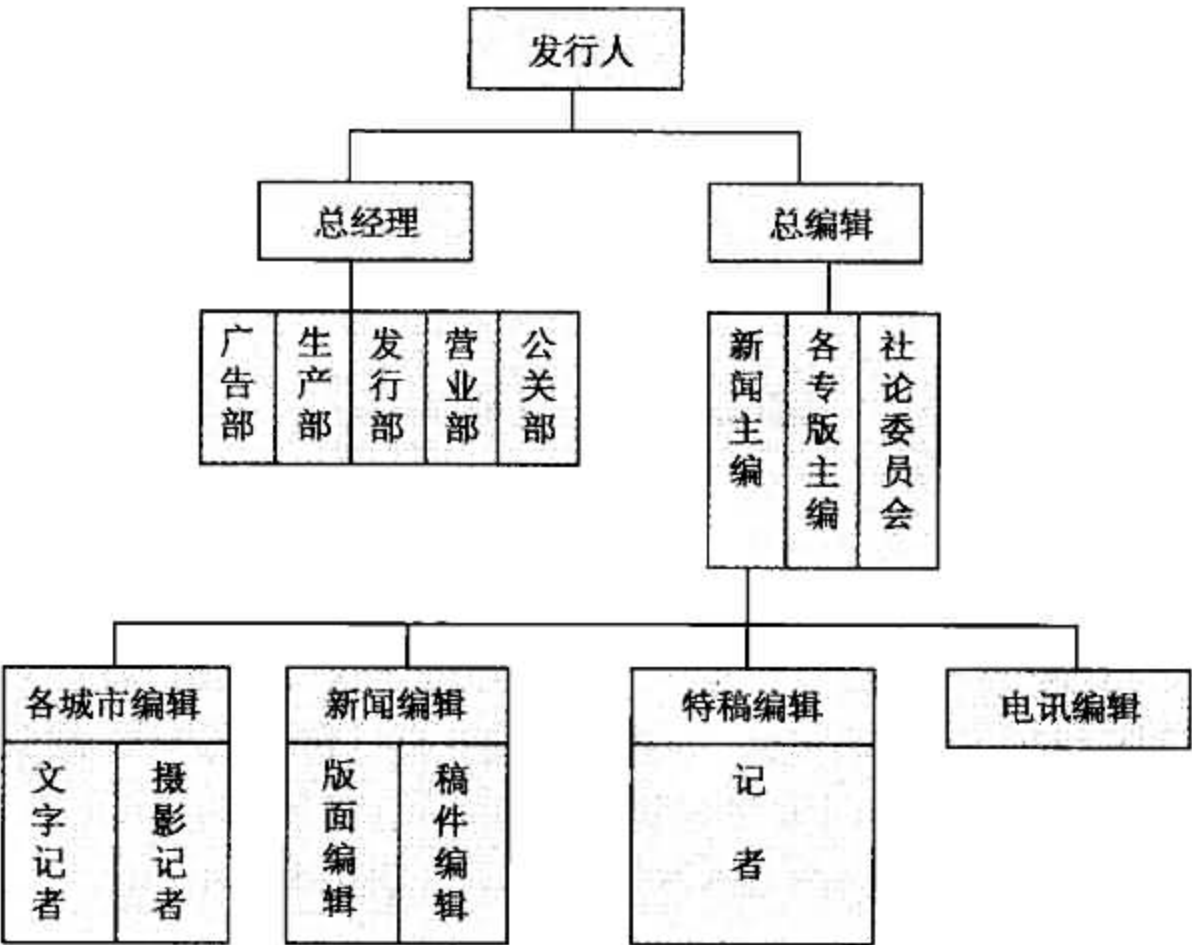 发行人
总经理
总编辑
广告部
生产部
发行部
营业部
公关部
新闻主编
各专版主编
社论委员会
各城市编辑
新闻编辑
特稿编辑
电讯编辑
文字记者
摄影记者
版面编辑
稿件编辑
记者